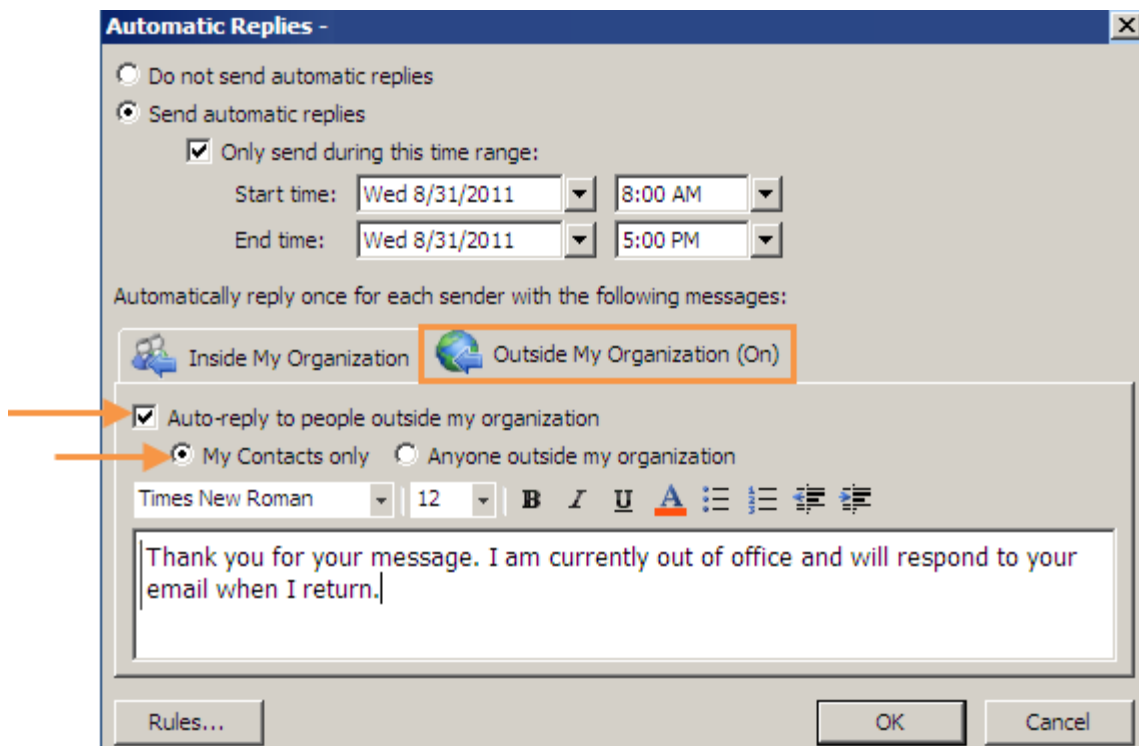 Automatic Replies -
Do not send automatic replies
Send automatic replies
Only send during this time range:
Start time: Wed 8/31/2011 8:00 AM
End time: Wed 8/31/2011 5:00 PM
Automatically reply once for each sender with the following messages:
Inside My Organization Outside My Organization (On)
Auto-reply to people outside my organization
My Contacts only Anyone outside my organization
Times New Roman 12 B I U A
Thank you for your message. I am currently out of office and will respond to your
email when I return.
Rules... OK Cancel